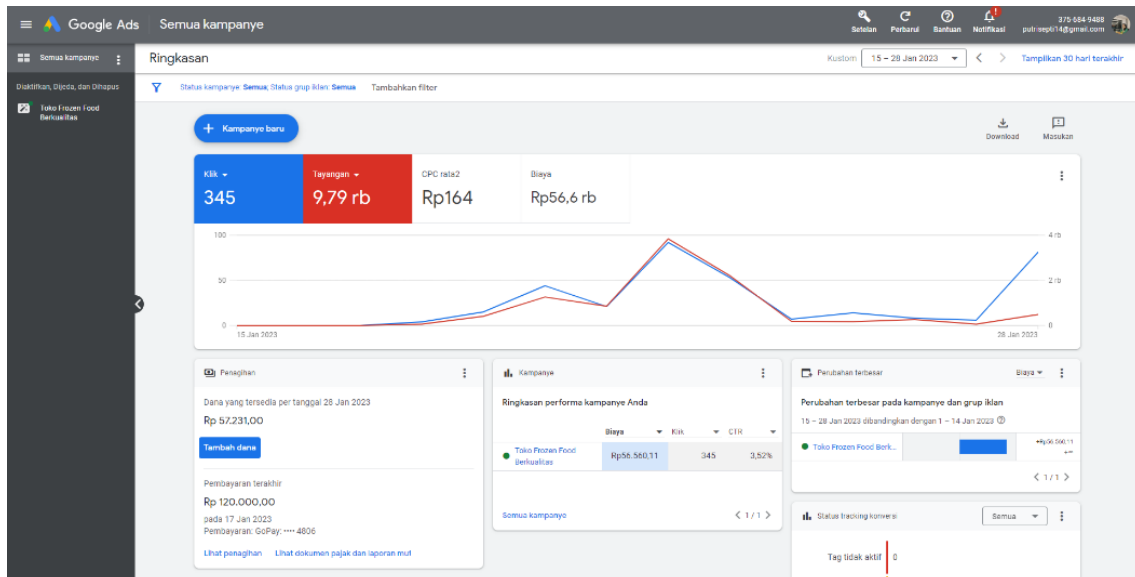 Google Ads
Semua kampanye
Setelan
Perbarui
Bantuan
Notifikasi
375-684-9488
putrisepti14@gmail.com
Semua kampanye
Diaktifkan, Dijeda, dan Dihapus
Toko Frozen Food
Berkualitas
Ringkasan
Kustom
15 – 28 Jan 2023
Tampilkan 30 hari terakhir
Status kampanye: Semua; Status grup iklan: Semua
Tambahkan filter
+ Kampanye baru
Download
Masukan
Klik
345
Tayangan
9,79 rb
CPC rata2
Rp164
Biaya
Rp56,6 rb
100
50
0
4 rb
2 rb
0
15 Jan 2023
28 Jan 2023
Penagihan
Dana yang tersedia per tanggal 28 Jan 2023
Rp 57.231,00
Tambah dana
Pembayaran terakhir
Rp 120.000,00
pada 17 Jan 2023
Pembayaran: GoPay: •••• 4806
Lihat penagihan
Lihat dokumen pajak dan laporan mut
Kampanye
Ringkasan performa kampanye Anda
Biaya
Klik
CTR
Toko Frozen Food
Berkualitas
Rp56.560,11
345
3,52%
Semua kampanye
1 / 1
Perubahan terbesar
Biaya
Perubahan terbesar pada kampanye dan grup iklan
15 – 28 Jan 2023 dibandingkan dengan 1 – 14 Jan 2023
Toko Frozen Food Berk...
+Rp56.560,11
+∞
1 / 1
Status tracking konversi
Semua
Tag tidak aktif
0